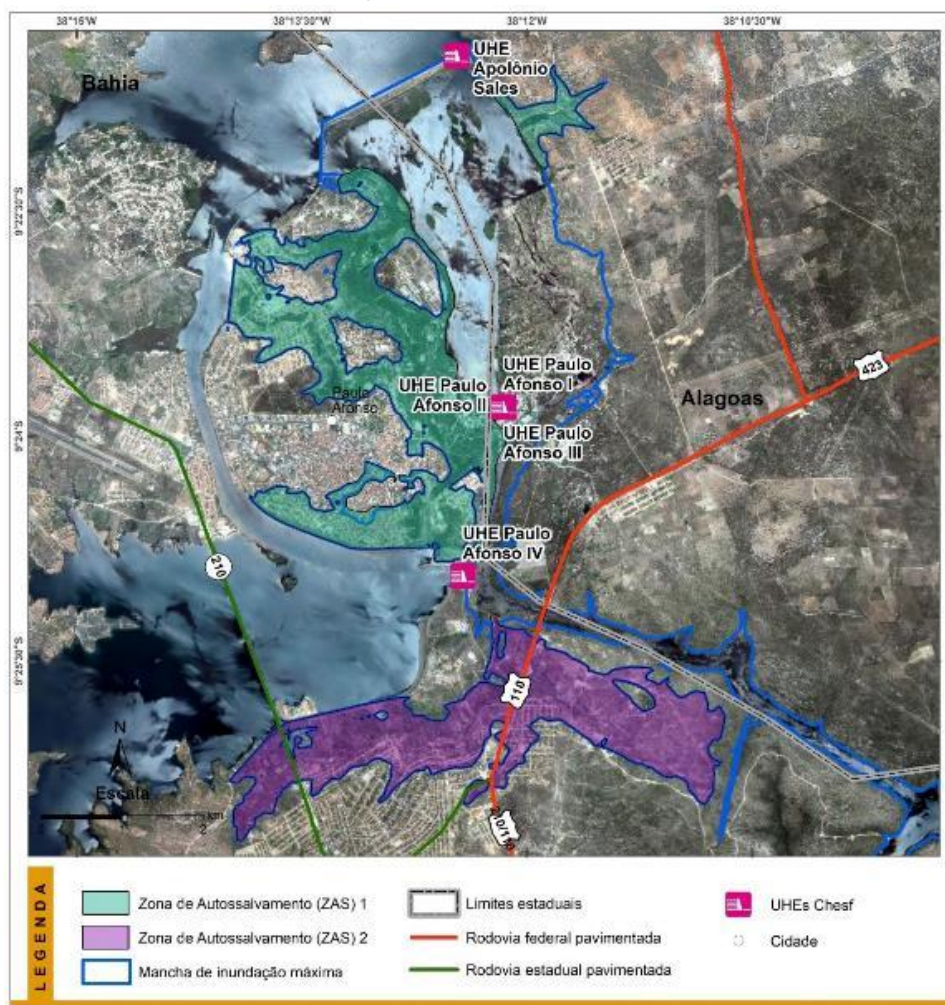 38°15'W 38°13'30"W 38°12'W 38°10'30"W
Bahia
UHE
Apolônio
Sales
9°22'30"S
UHE Paulo
Afonso I
UHE Paulo
Afonso II
423
Paulo
Afonso
Alagoas
UHE Paulo
Afonso III
9°24'S
UHE Paulo
Afonso IV
210
9°25'30"S
110
N
Escala
km
2
210/110
LEGENDA
Zona de Autossalvamento (ZAS) 1
Limites estaduais
UHEs Chesf
Zona de Autossalvamento (ZAS) 2
Rodovia federal pavimentada
Cidade
Mancha de inundação máxima
Rodovia estadual pavimentada